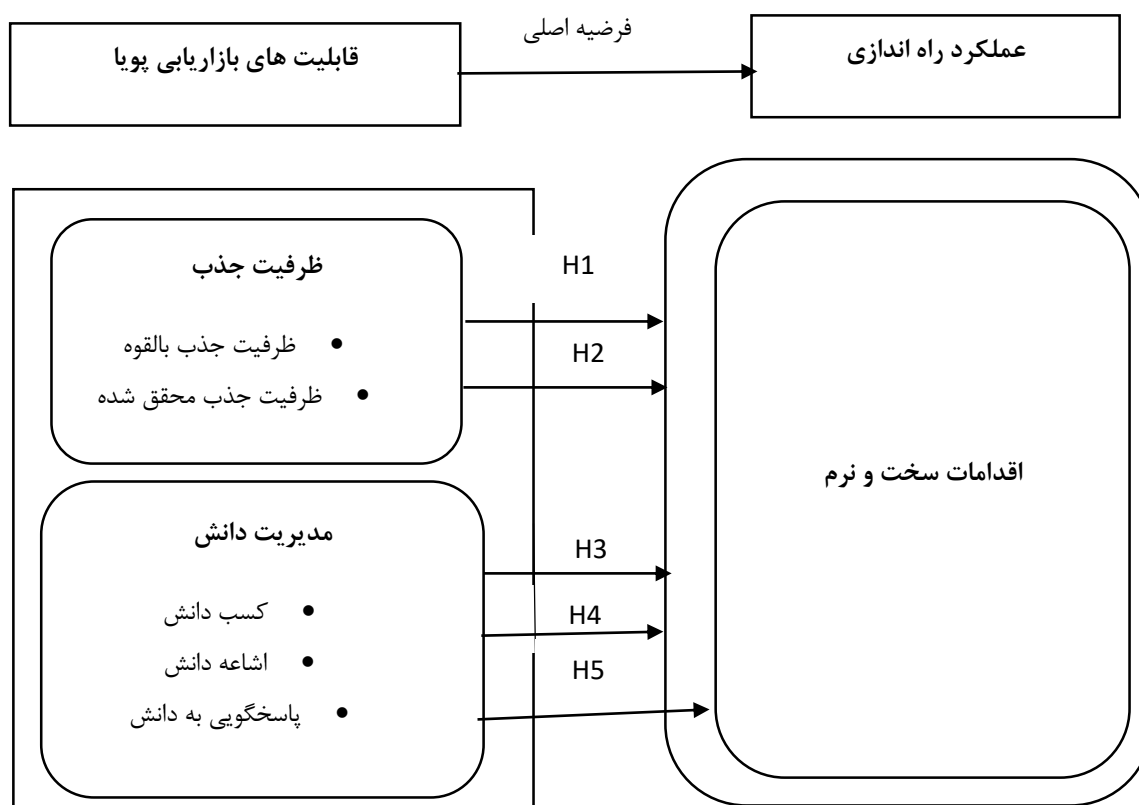 فرضیه اصلی
عملکرد راه اندازی
قابلیت های بازاریابی پویا
ظرفیت جذب
H1
• ظرفیت جذب بالقوه
H2
• ظرفیت جذب محقق شده
اقدامات سخت و نرم
مدیریت دانش
H3
• کسب دانش
H4
• اشاعه دانش
H5
• پاسخگویی به دانش